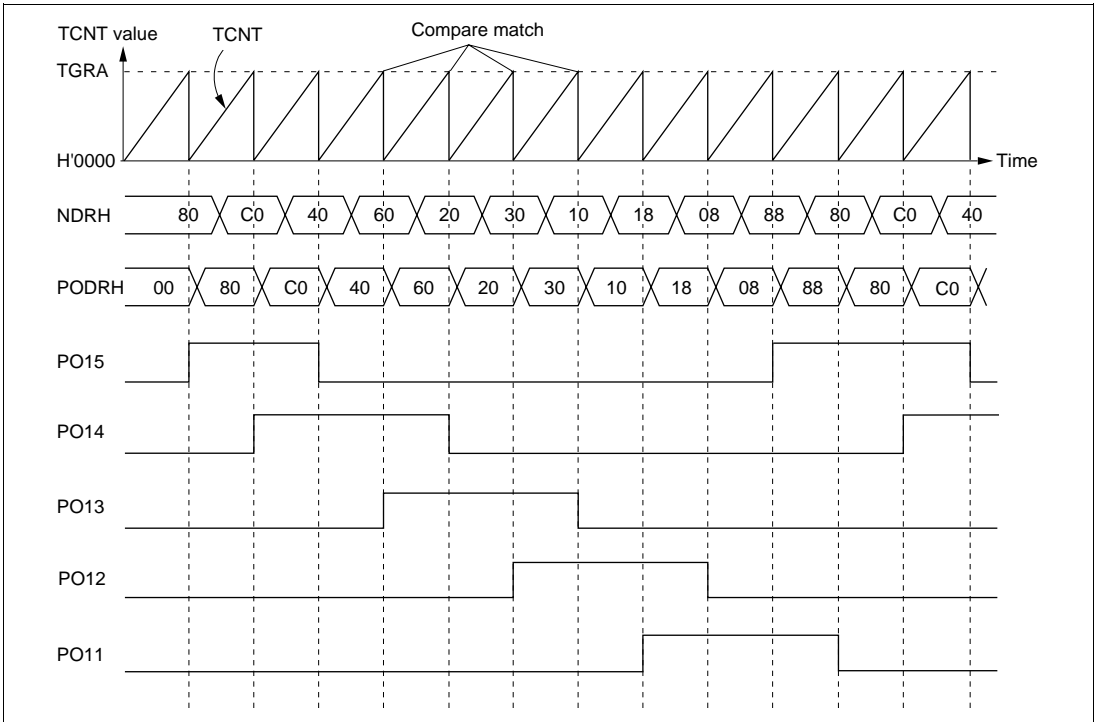 TCNT value
TCNT
Compare match
TGRA
H'0000
Time
NDRH 80 C0 40 60 20 30 10 18 08 88 80 C0 40
PODRH 00 80 C0 40 60 20 30 10 18 08 88 80 C0
PO15
PO14
PO13
PO12
PO11